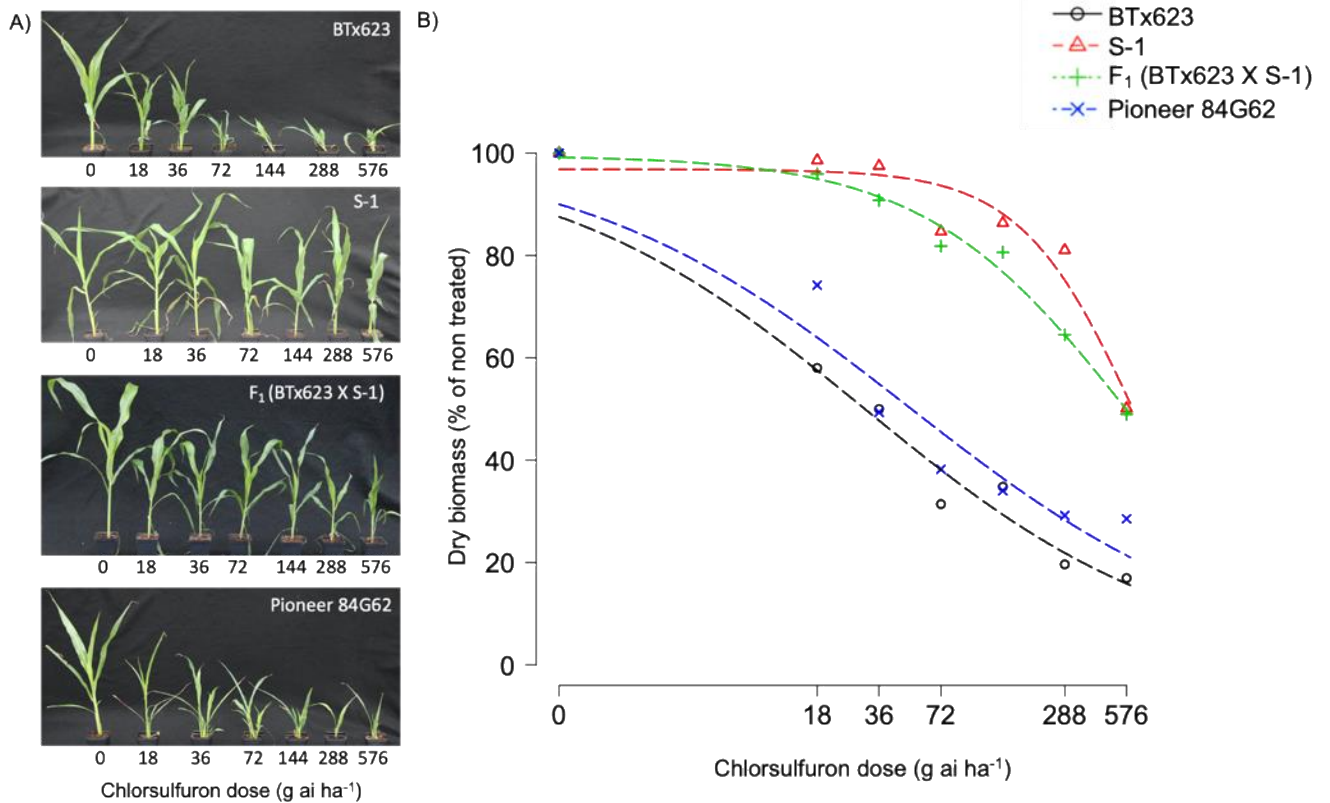 A)
BTx623
0 18 36 72 144 288 576
S-1
0 18 36 72 144 288 576
F₁ (BTx623 X S-1)
0 18 36 72 144 288 576
Pioneer 84G62
0 18 36 72 144 288 576
Chlorsulfuron dose (g ai ha⁻¹)
B)
BTx623
S-1
F₁ (BTx623 X S-1)
Pioneer 84G62
Dry biomass (% of non treated)
100
80
60
40
20
0
0 18 36 72 288 576
Chlorsulfuron dose (g ai ha⁻¹)